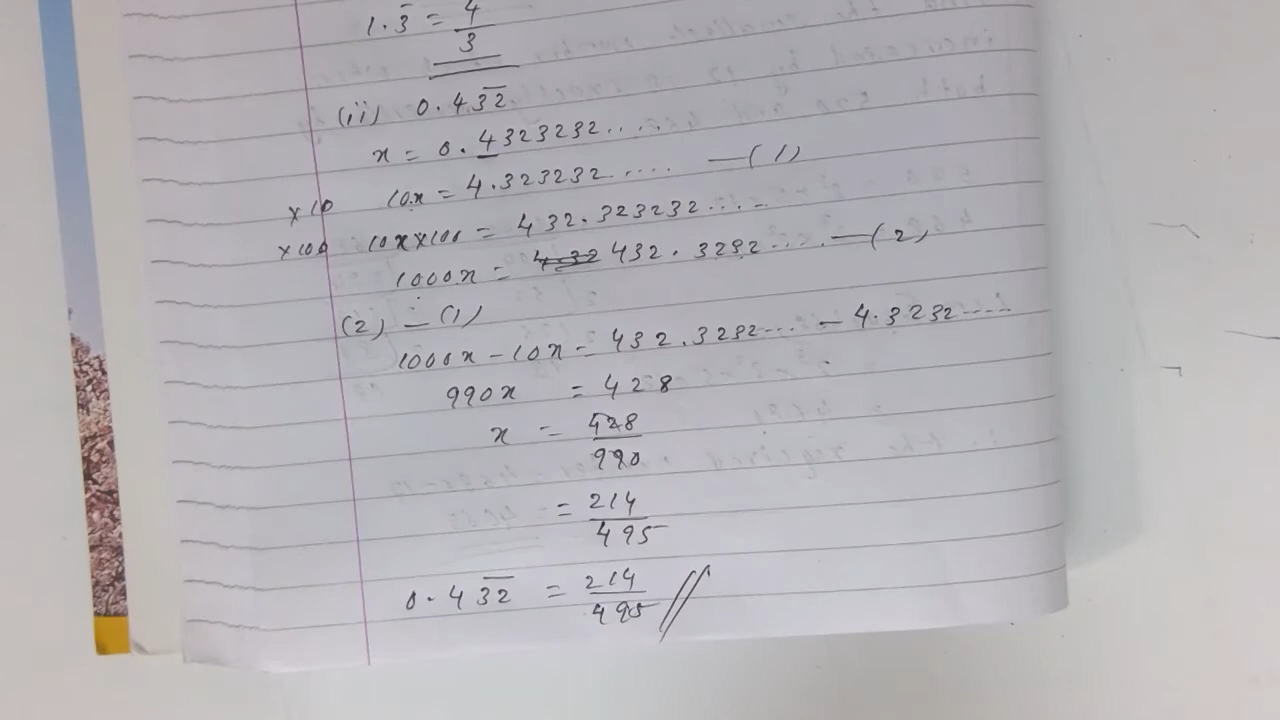 1.3̅ = 4/3
(ii) 0.43̅2̅
x = 0.4323232....
×10 10x = 4.323232..... —(1)
×100 10x×100 = 432.323232.....
1000x = 432.3232..... —(2)
(2) – (1)
1000x – 10x = 432.3232... – 4.3232....
990x = 428
x = 428/990
= 214/495
0.43̅2̅ = 214/495 //